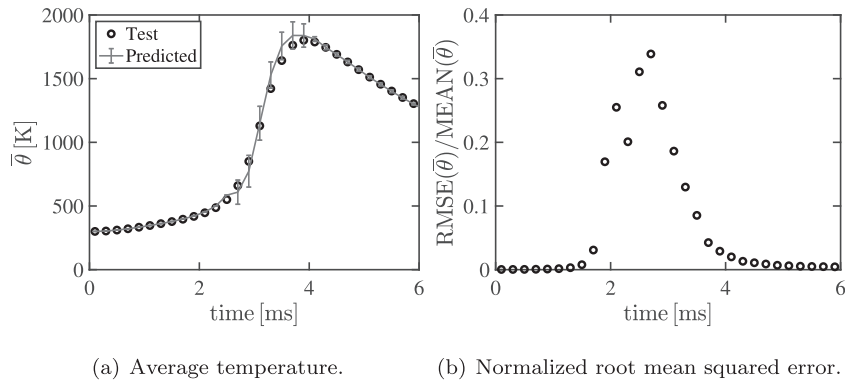 2000
1500
1000
500
0
θ̅ [K]
Test
Predicted
0 2 4 6
time [ms]
0.4
0.3
0.2
0.1
0
RMSE(θ̅)/MEAN(θ̅)
0 2 4 6
time [ms]
(a) Average temperature.
(b) Normalized root mean squared error.